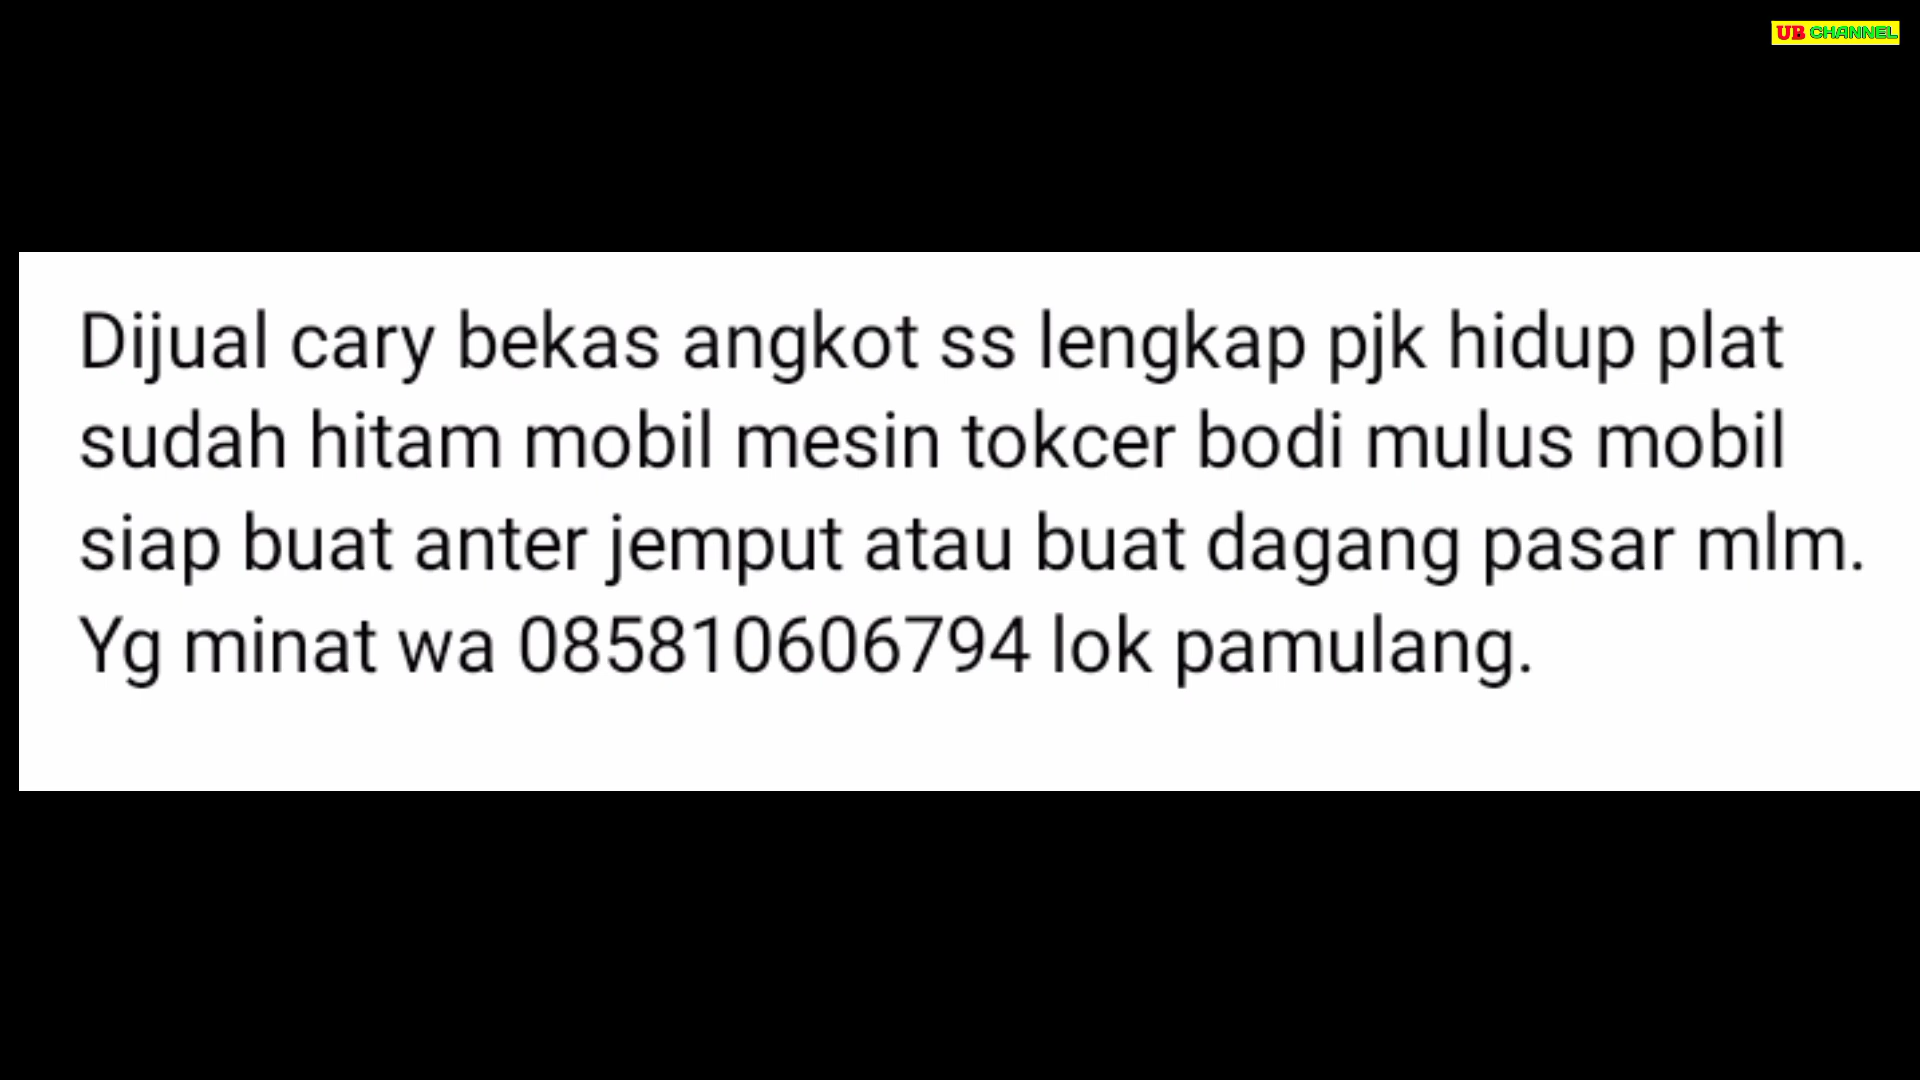 UB CHANNEL
Dijual cary bekas angkot ss lengkap pjk hidup plat
sudah hitam mobil mesin tokcer bodi mulus mobil
siap buat anter jemput atau buat dagang pasar mlm.
Yg minat wa 085810606794 lok pamulang.